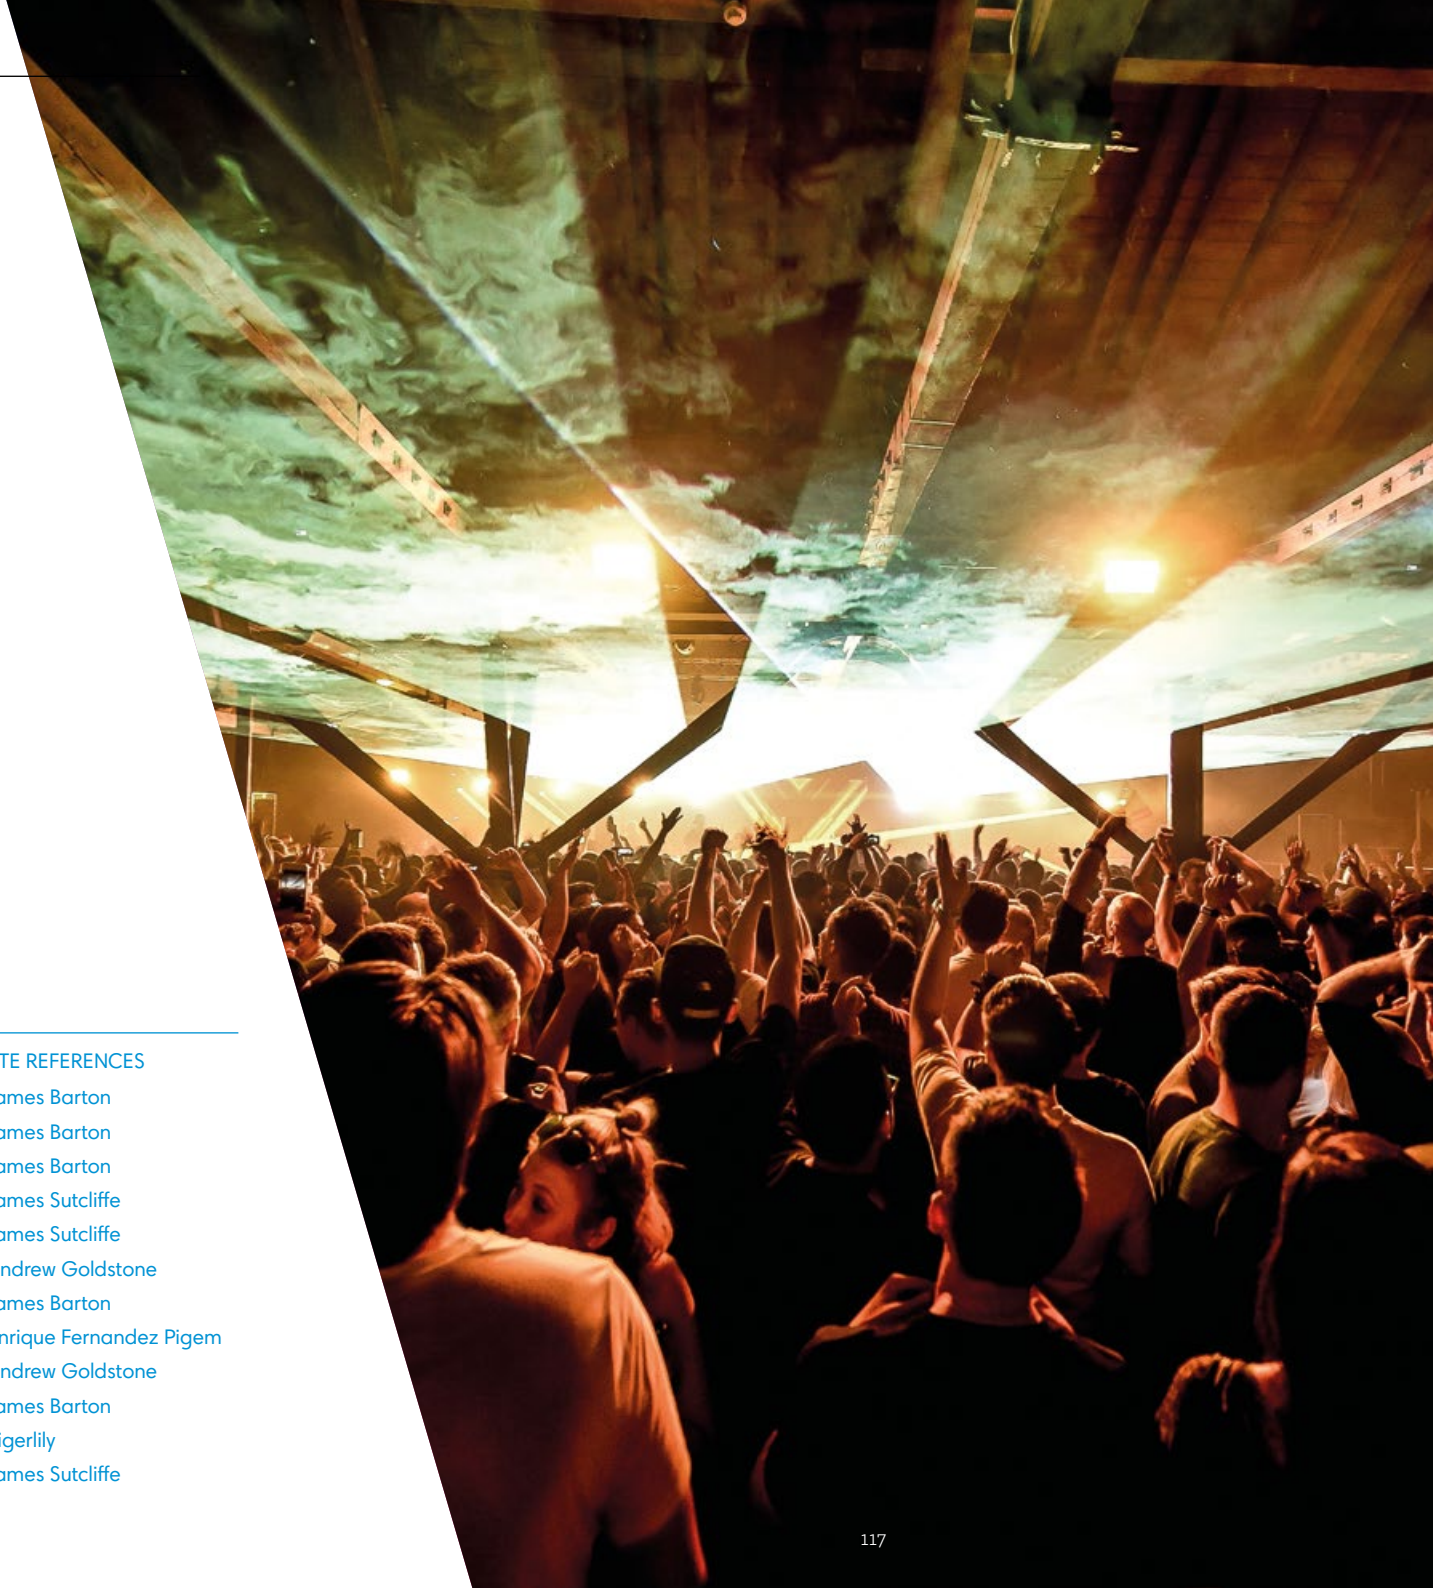 TE REFERENCES
ames Barton
ames Barton
ames Barton
ames Sutcliffe
ames Sutcliffe
ndrew Goldstone
ames Barton
nrique Fernandez Pigem
ndrew Goldstone
ames Barton
igerlily
ames Sutcliffe
117